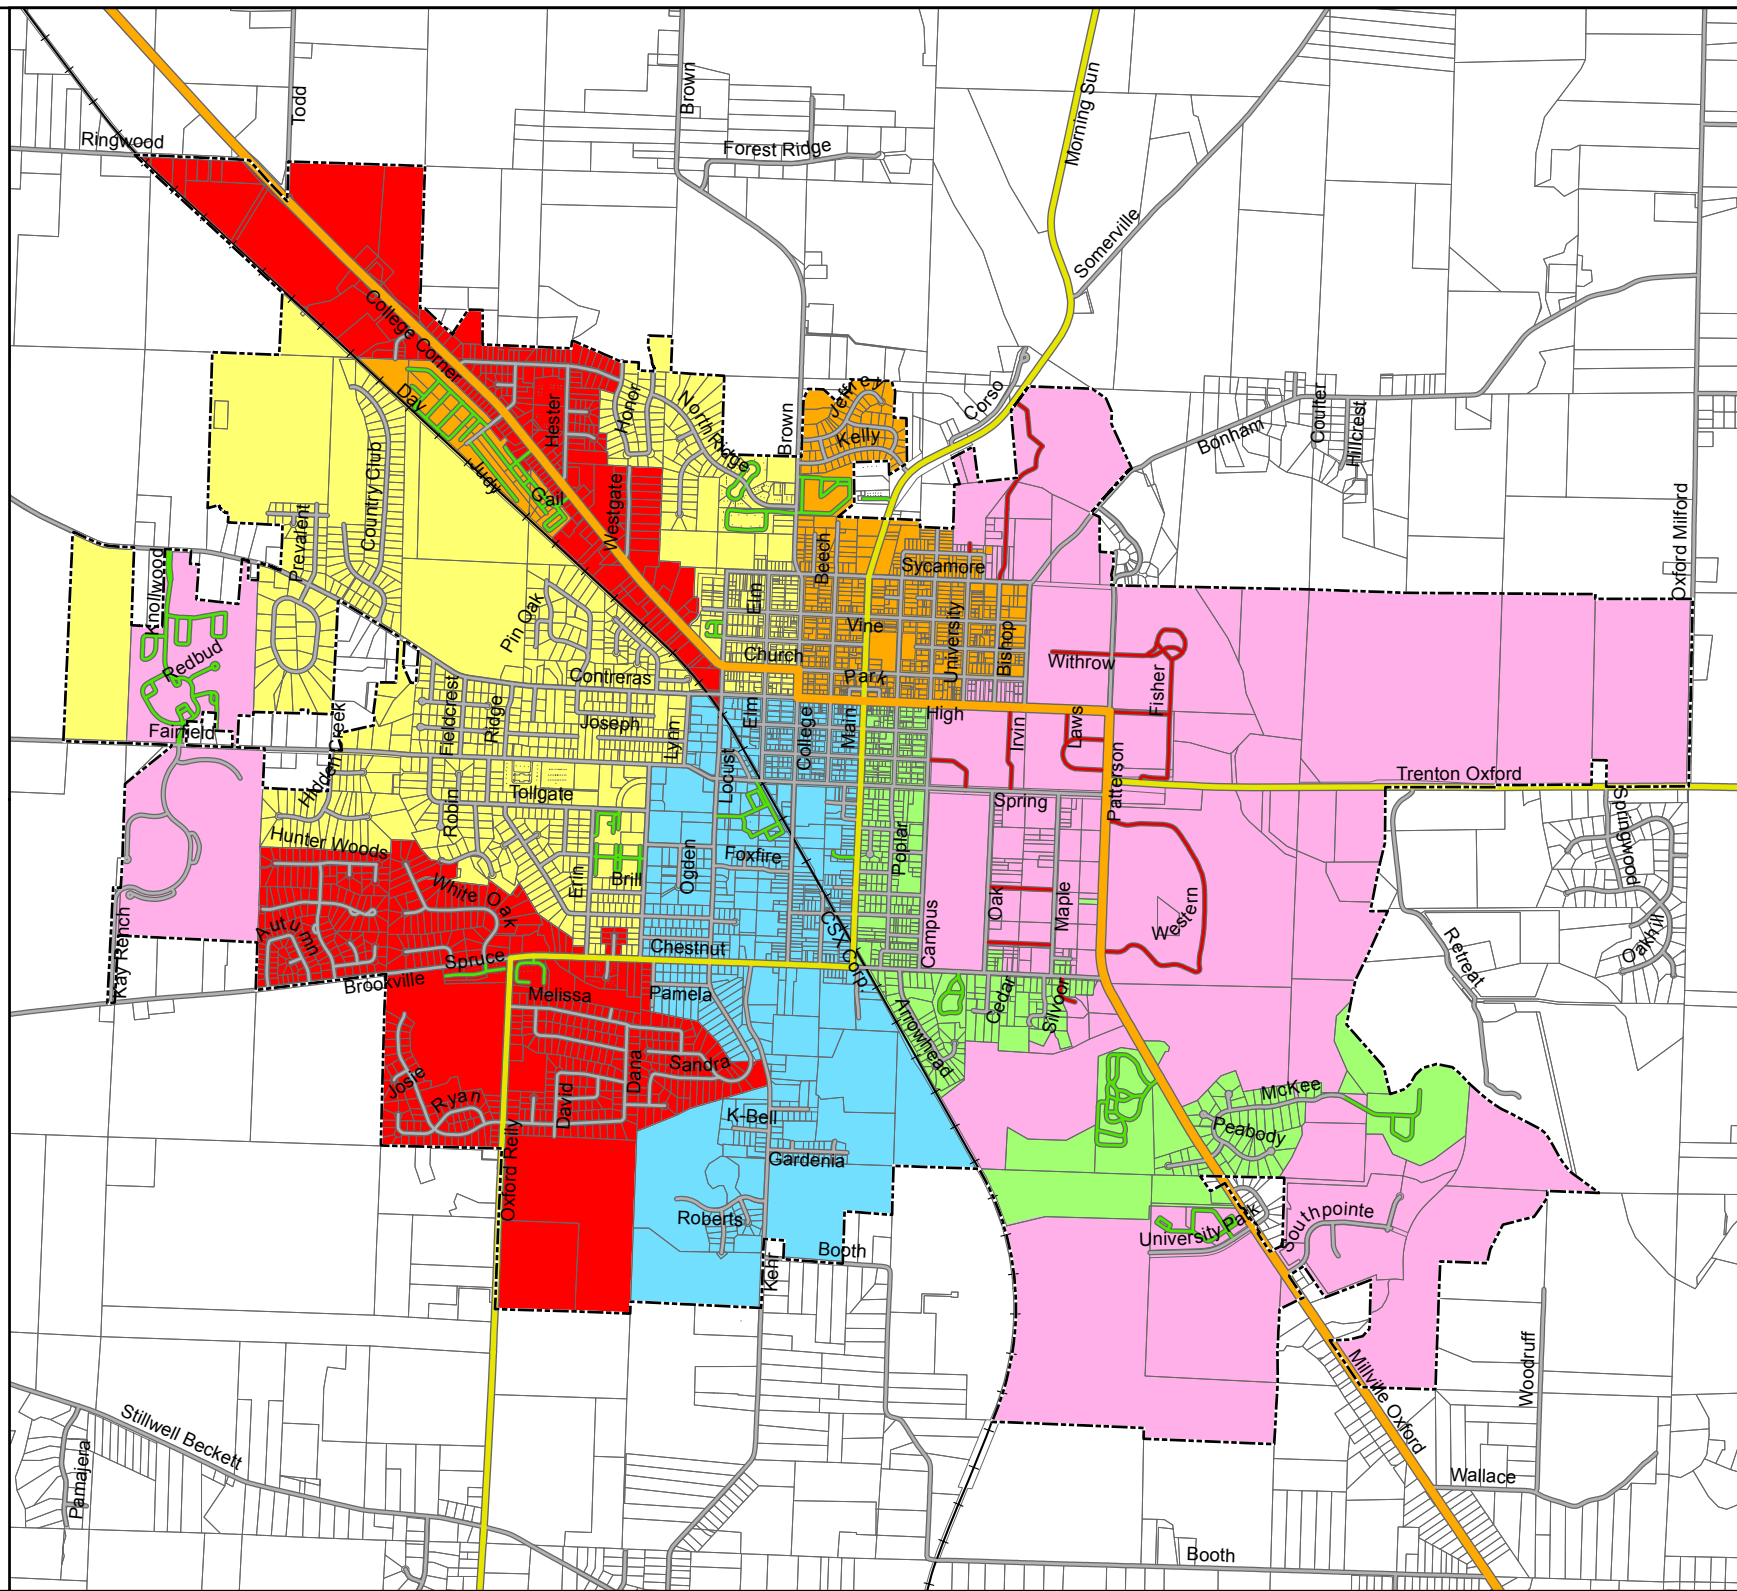 Todd
Brown
Morning Sun
Ringwood
Forest Ridge
Somerville
College Corner
Day
Hester
Honor
North Ridge
Brown
Jeffrey
Kelly
Corso
Bonham
Coulter
Hillcrest
Country Club
Judy
Gail
Westgate
Prevalent
Oxford Milford
Knollwood
Redbud
Fairfield
Pin Oak
Elm
Beech
Sycamore
Vine
University
Bishop
Church
Park
Withrow
Fisher
Contreras
Fieldcrest
Ridge
Joseph
Lynn
Elm
College
Main
High
Irvin
Laws
Patterson
Hidden Creek
Locust
Trenton Oxford
Springwood
Tollgate
Robin
Spring
Hunter Woods
Ogden
Foxfire
Poplar
Erin
Brill
White Oak
Oak
Maple
Western
Campus
CSX Corp.
Autumn
Kay Rench
Chestnut
Spruce
Brookville
Melissa
Pamela
Retreat
Oakhill
Arrowhead
Cedar
Silvoor
Sandra
Dana
David
Josie
Ryan
K-Bell
Gardenia
McKee
Peabody
Oxford Reily
Roberts
University Park
Southpointe
Booth
Kehr
Millville Oxford
Woodruff
Stillwell Beckett
Pamajera
Wallace
Booth